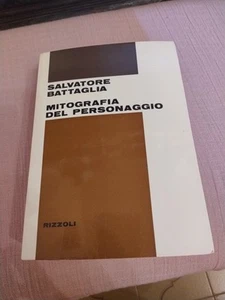 SALVATORE
BATTAGLIA
MITOGRAFIA
DEL PERSONAGGIO
RIZZOLI